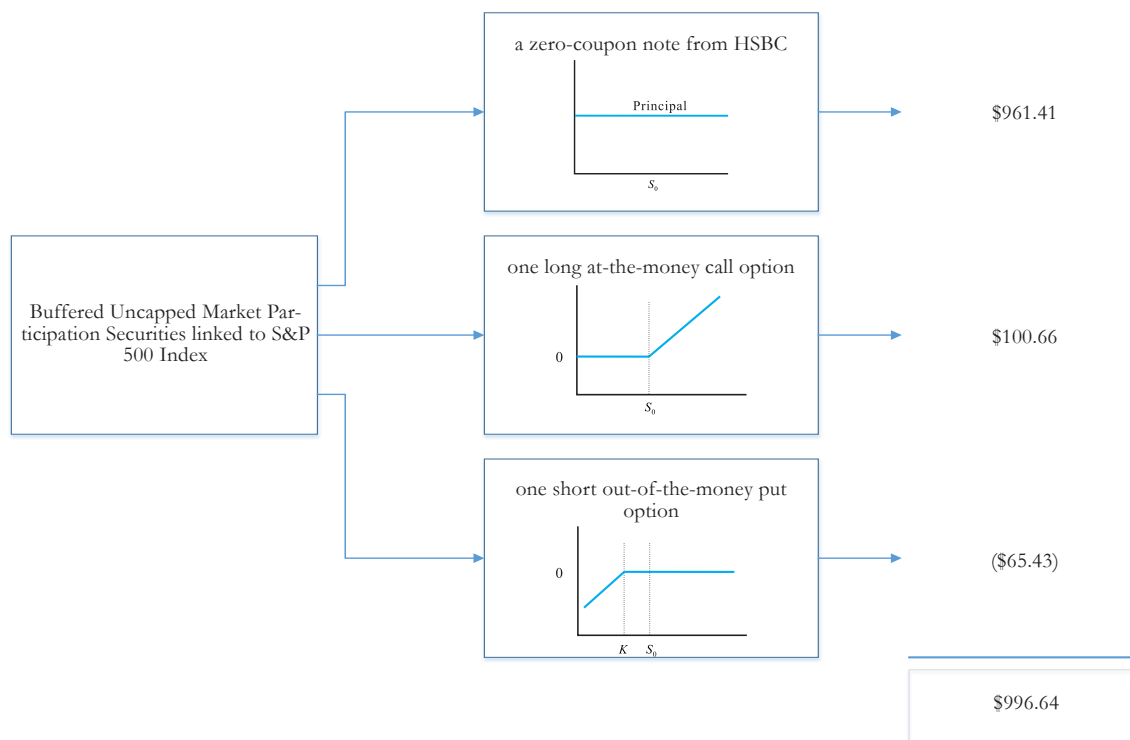 a zero-coupon note from HSBC
Principal
S₀
$961.41
Buffered Uncapped Market Par-
ticipation Securities linked to S&P
500 Index
one long at-the-money call option
0
S₀
$100.66
one short out-of-the-money put
option
0
K S₀
($65.43)
$996.64